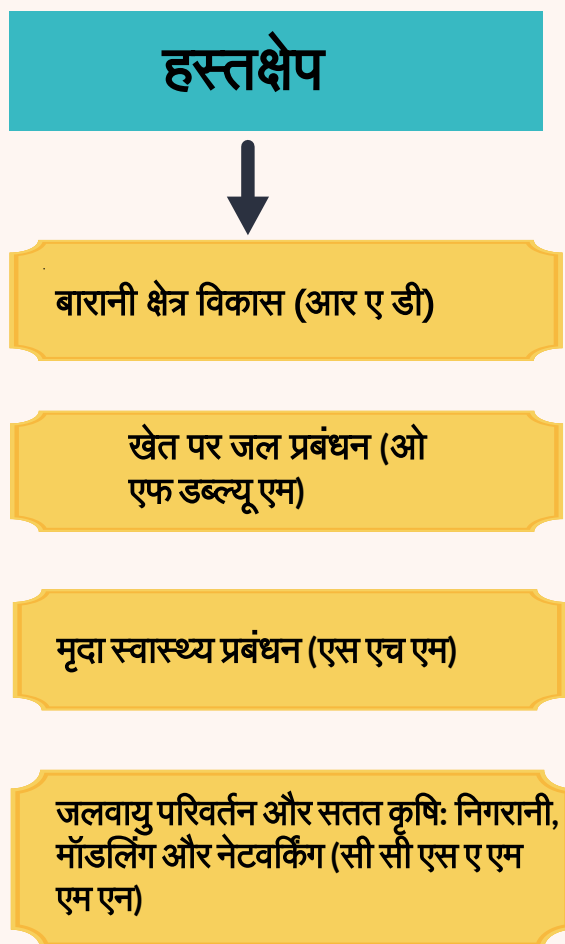 हस्तक्षेप
बारानी क्षेत्र विकास (आर ए डी)
खेत पर जल प्रबंधन (ओ
एफ डब्ल्यू एम)
मृदा स्वास्थ्य प्रबंधन (एस एच एम)
जलवायु परिवर्तन और सतत कृषि: निगरानी,
मॉडलिंग और नेटवर्किंग (सी सी एस ए एम
एम एन)